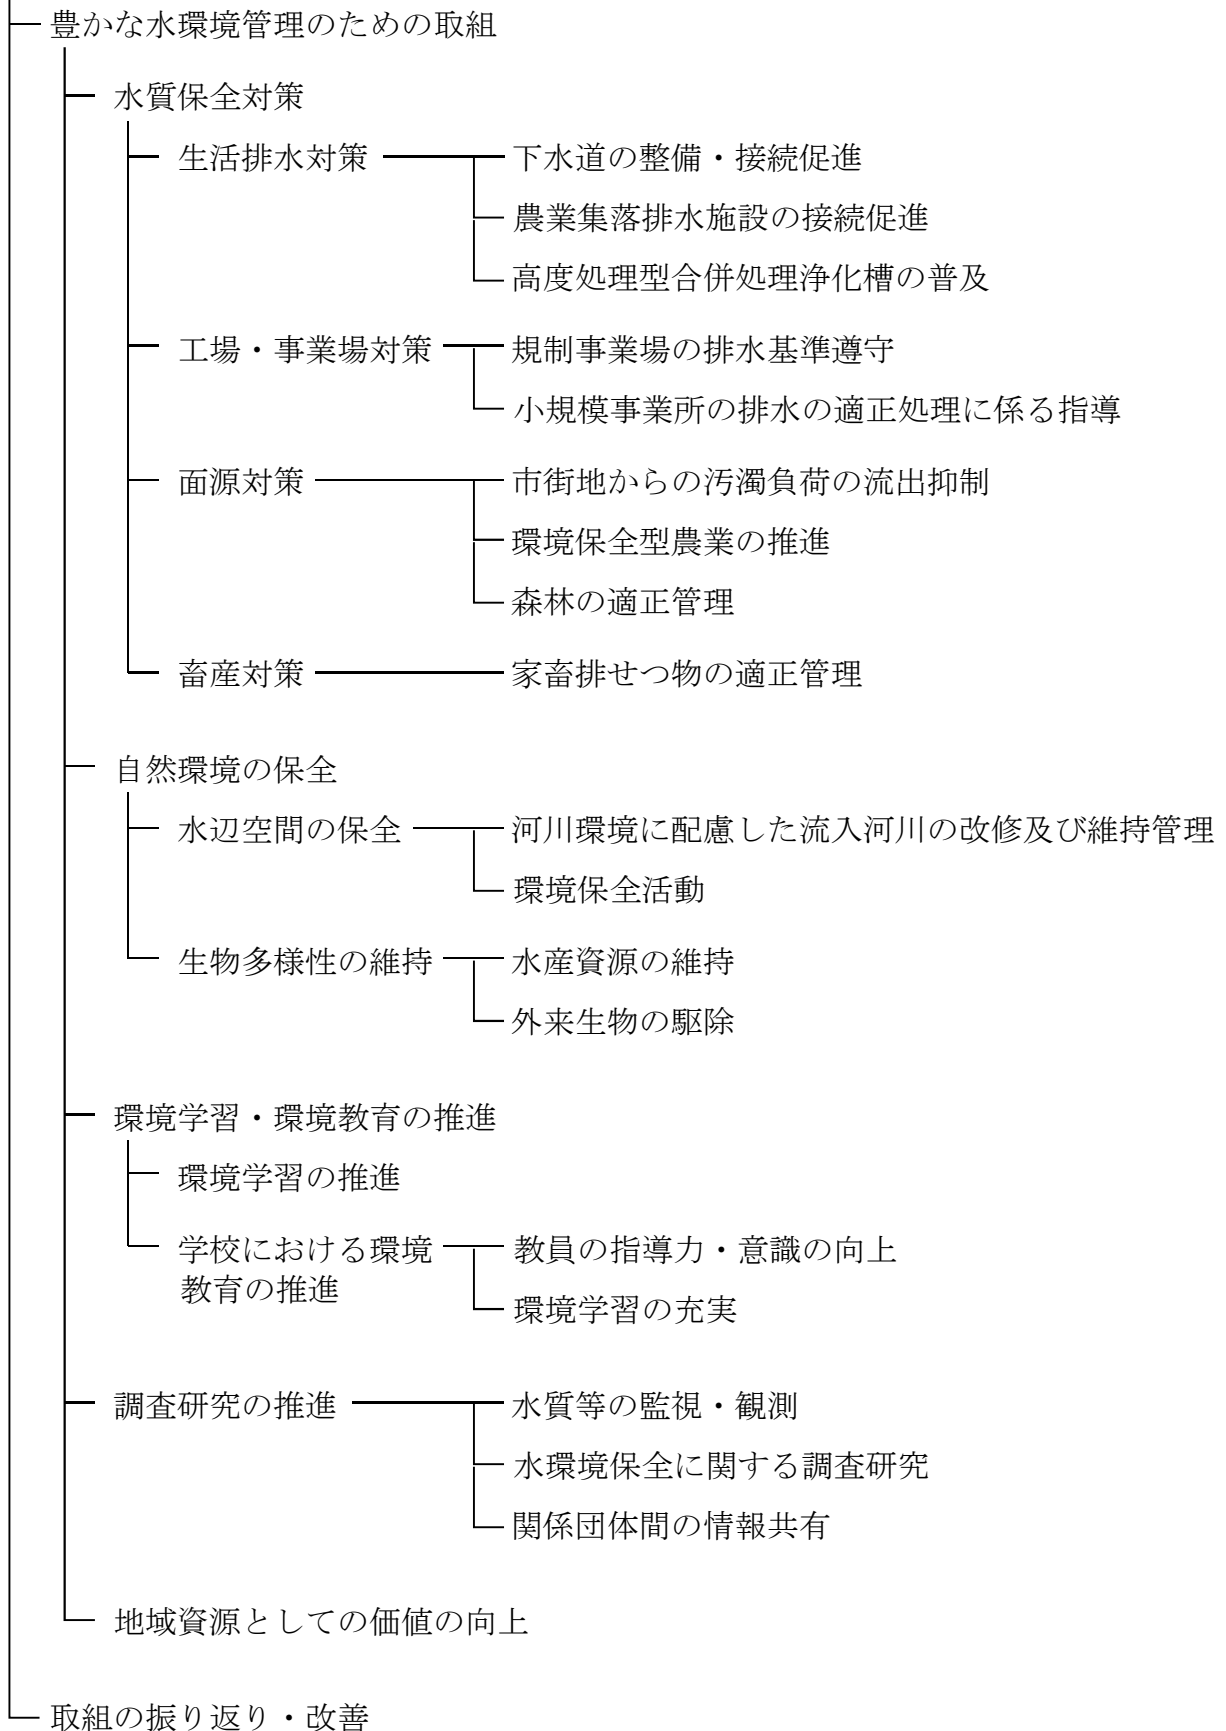 豊かな水環境管理のための取組
水質保全対策
生活排水対策
下水道の整備・接続促進
農業集落排水施設の接続促進
高度処理型合併処理浄化槽の普及
工場・事業場対策
規制事業場の排水基準遵守
小規模事業所の排水の適正処理に係る指導
面源対策
市街地からの汚濁負荷の流出抑制
環境保全型農業の推進
森林の適正管理
畜産対策
家畜排せつ物の適正管理
自然環境の保全
水辺空間の保全
河川環境に配慮した流入河川の改修及び維持管理
環境保全活動
生物多様性の維持
水産資源の維持
外来生物の駆除
環境学習・環境教育の推進
環境学習の推進
学校における環境
教育の推進
教員の指導力・意識の向上
環境学習の充実
調査研究の推進
水質等の監視・観測
水環境保全に関する調査研究
関係団体間の情報共有
地域資源としての価値の向上
取組の振り返り・改善